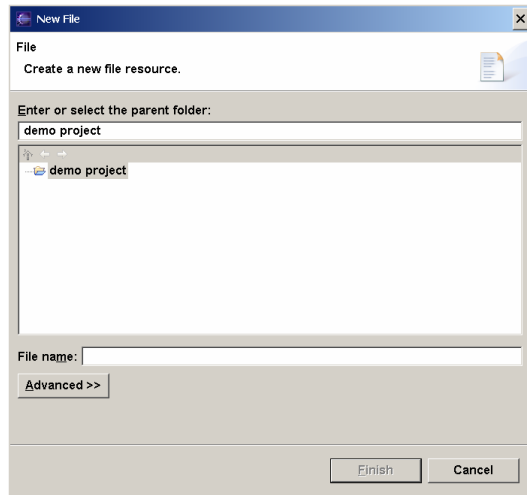 New File
File
Create a new file resource.
Enter or select the parent folder:
demo project
demo project
File name:
Advanced >>
Finish Cancel